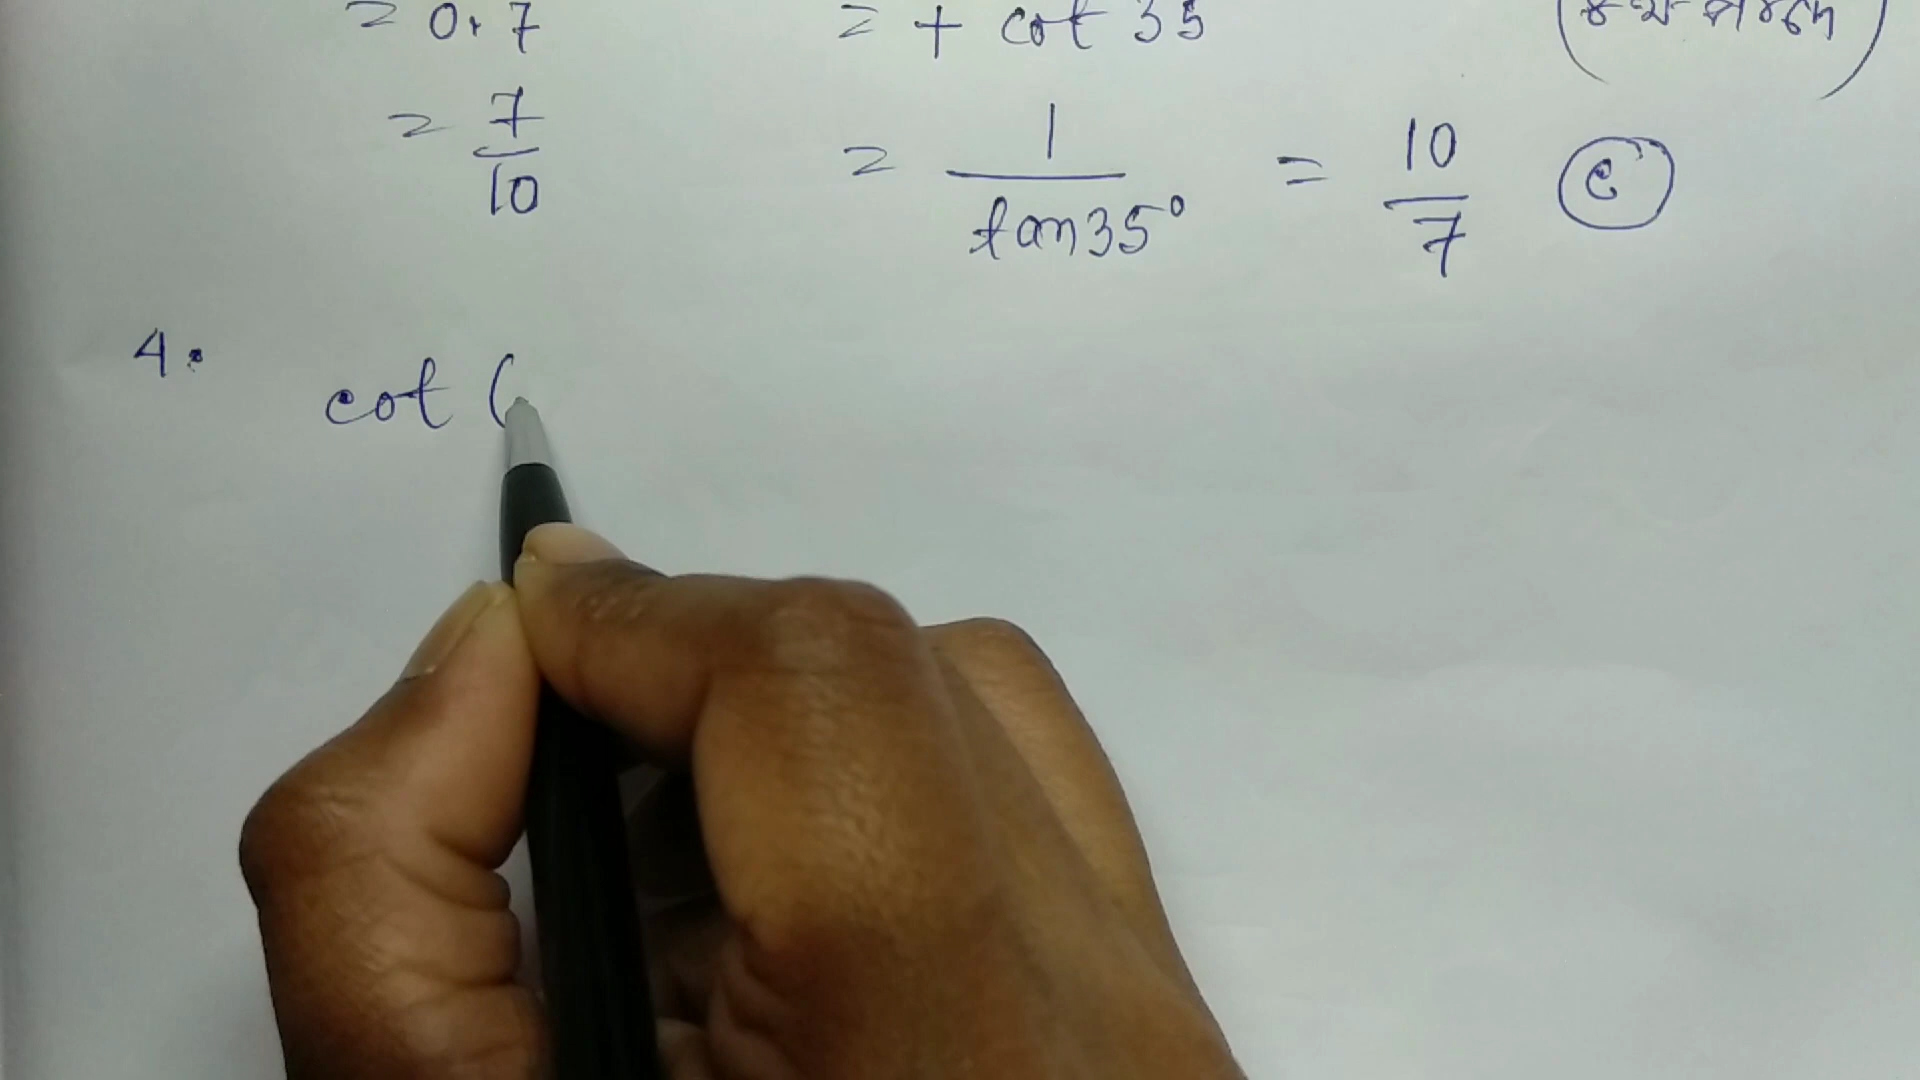 = 0.7 = + cot 35
= 7/10 = 1/tan35° = 10/7 (c)
4. cot (